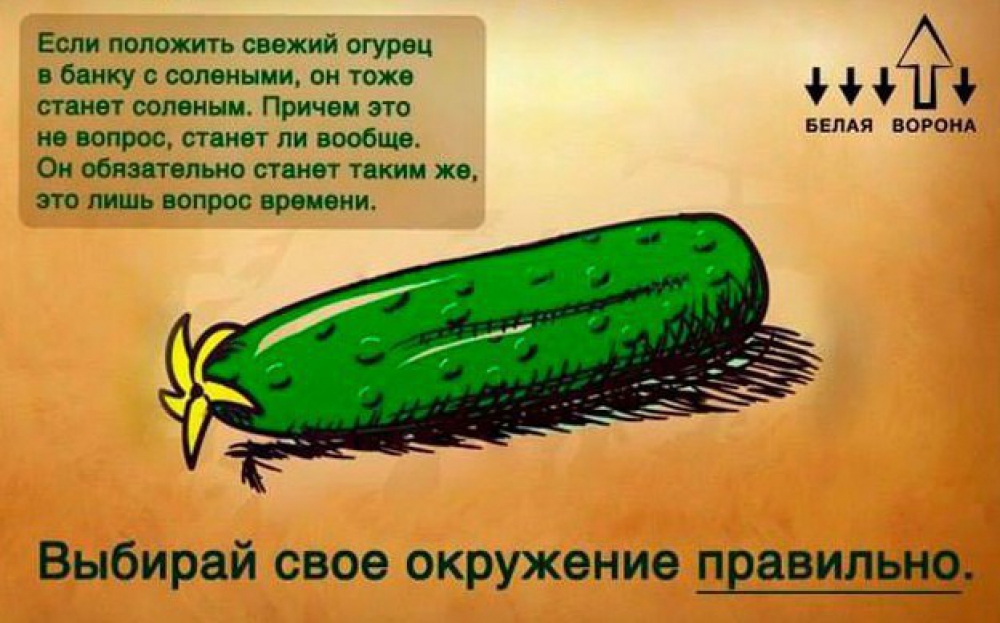 Если положить свежий огурец
в банку с солеными, он тоже
станет соленым. Причем это
не вопрос, станет ли вообще.
Он обязательно станет таким же,
это лишь вопрос времени.
БЕЛАЯ ВОРОНА
Выбирай свое окружение правильно.